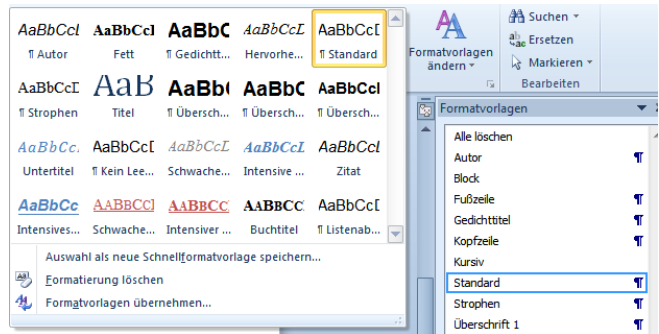 AaBbCcI AaBbCcI AaBbC AaBbCcL AaBbCcI
¶ Autor Fett ¶ Gedichtt... Hervorhe... ¶ Standard
AaBbCcD AaB AaBbC AaBbC AaBbCcI
¶ Strophen Titel ¶ Übersch... ¶ Übersch... ¶ Übersch...
AaBbCc. AaBbCcI AaBbCcL AaBbCcL AaBbCcI
Untertitel ¶ Kein Lee... Schwache... Intensive ... Zitat
AaBbCc AABBCCI AABBCC AABBCC AaBbCcI
Intensives... Schwache... Intensiver ... Buchtitel ¶ Listenab...
Auswahl als neue Schnellformatvorlage speichern...
Formatierung löschen
Formatvorlagen übernehmen...
Formatvorlagen
ändern
Suchen
Ersetzen
Markieren
Bearbeiten
Formatvorlagen
Alle löschen
Autor ¶
Block
Fußzeile ¶
Gedichttitel ¶
Kopfzeile ¶
Kursiv
Standard ¶
Strophen ¶
Überschrift 1 ¶